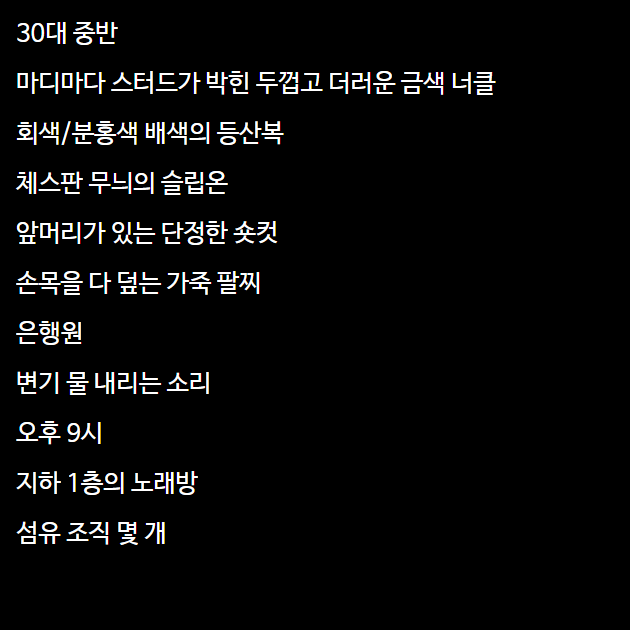 30대 중반
마디마다 스터드가 박힌 두껍고 더러운 금색 너클
회색/분홍색 배색의 등산복
체스판 무늬의 슬립온
앞머리가 있는 단정한 숏컷
손목을 다 덮는 가죽 팔찌
은행원
변기 물 내리는 소리
오후 9시
지하 1층의 노래방
섬유 조직 몇 개